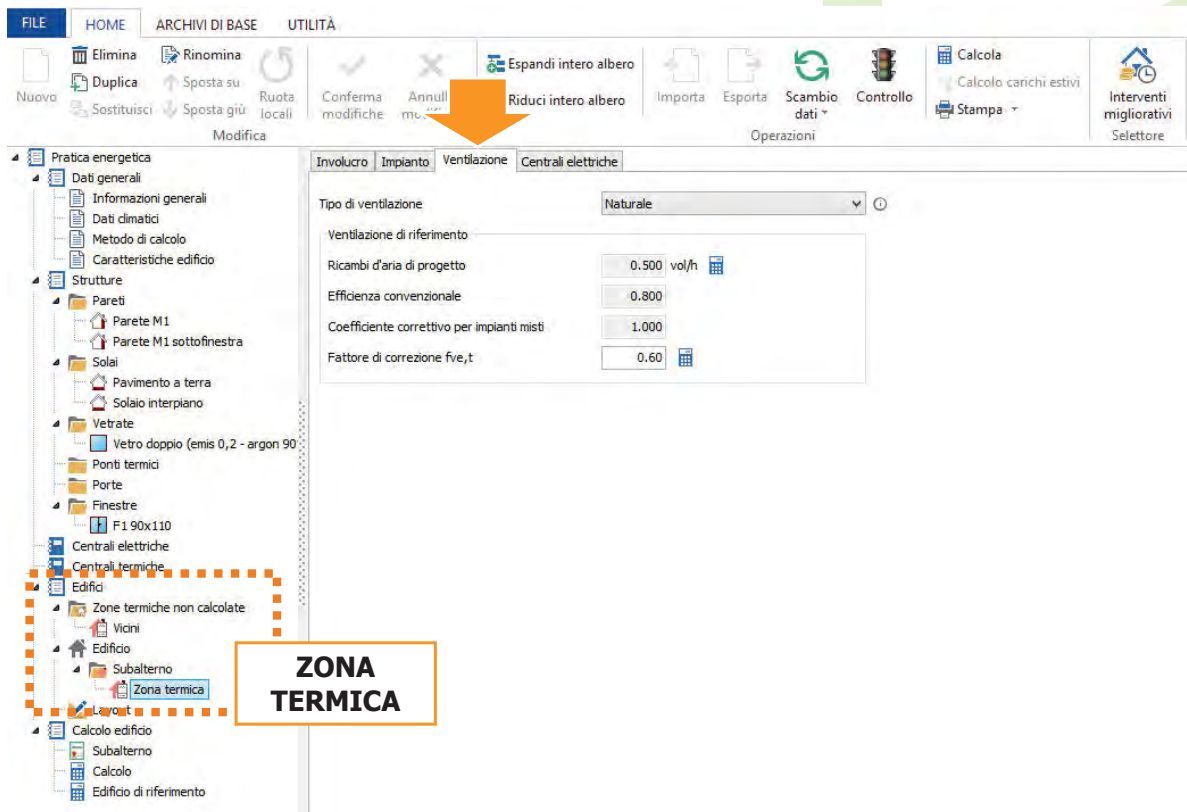 FILE HOME ARCHIVI DI BASE UTILITÀ
Nuovo
Elimina
Duplica
Sostituisci
Rinomina
Sposta su
Sposta giù
Ruota
locali
Modifica
Conferma
modifiche
Espandi intero albero
Riduci intero albero
Importa
Esporta
Scambio
dati
Controllo
Operazioni
Calcola
Calcolo carichi estivi
Stampa
Interventi
migliorativi
Selettore
Pratica energetica
Dati generali
Informazioni generali
Dati climatici
Metodo di calcolo
Caratteristiche edificio
Strutture
Pareti
Parete M1
Parete M1 sottofinestra
Solai
Pavimento a terra
Solaio interpiano
Vetrate
Vetro doppio (emis 0,2 - argon 90
Ponti termici
Porte
Finestre
F1 90x110
Centrali elettriche
Centrali termiche
Edifici
Zone termiche non calcolate
Vicini
Edificio
Subalterno
Zona termica
Layout
Calcolo edificio
Subalterno
Calcolo
Edificio di riferimento
ZONA
TERMICA
Involucro Impianto Ventilazione Centrali elettriche
Tipo di ventilazione Naturale
Ventilazione di riferimento
Ricambi d'aria di progetto 0.500 vol/h
Efficienza convenzionale 0.800
Coefficiente correttivo per impianti misti 1.000
Fattore di correzione fve,t 0.60